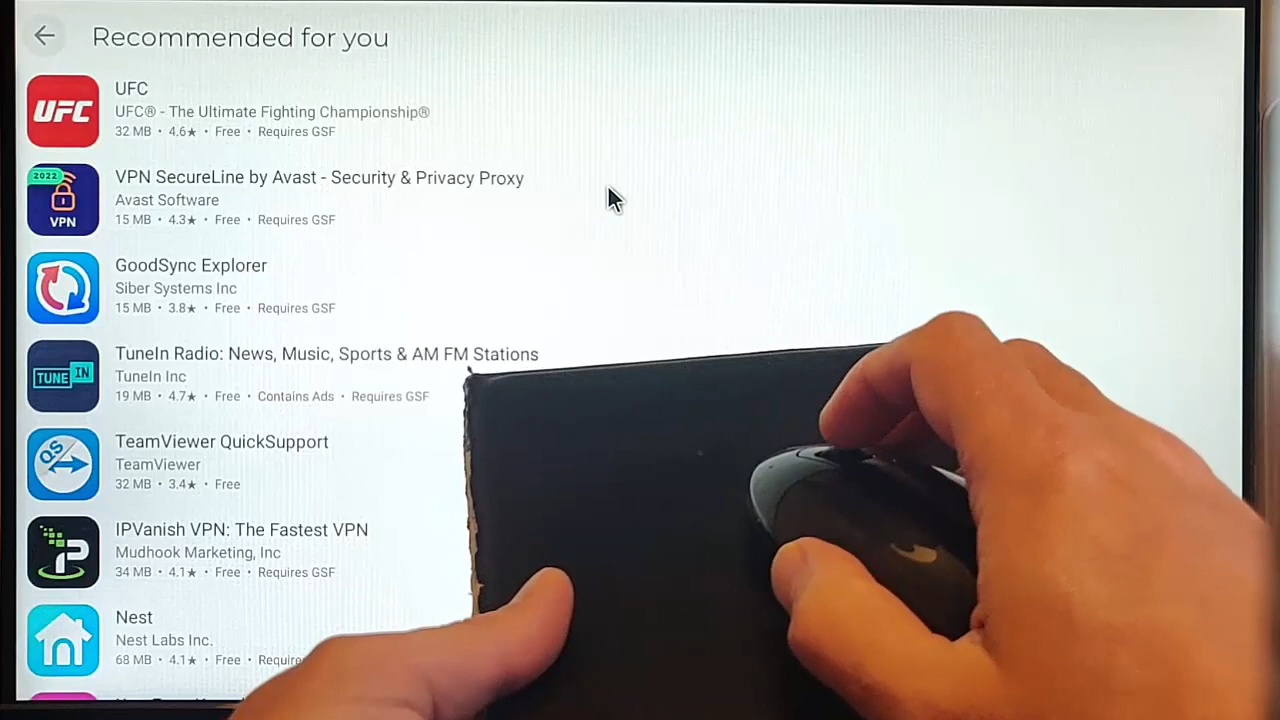 Recommended for you
UFC
UFC
UFC® - The Ultimate Fighting Championship®
32 MB • 4.6★ • Free • Requires GSF
2022
VPN
VPN SecureLine by Avast - Security & Privacy Proxy
Avast Software
15 MB • 4.3★ • Free • Requires GSF
GoodSync Explorer
Siber Systems Inc
15 MB • 3.8★ • Free • Requires GSF
TUNE IN
TuneIn Radio: News, Music, Sports & AM FM Stations
TuneIn Inc
19 MB • 4.7★ • Free • Contains Ads • Requires GSF
QS
TeamViewer QuickSupport
TeamViewer
32 MB • 3.4★ • Free
IPVanish VPN: The Fastest VPN
Mudhook Marketing, Inc
34 MB • 4.1★ • Free • Requires GSF
Nest
Nest Labs Inc.
68 MB • 4.1★ • Free